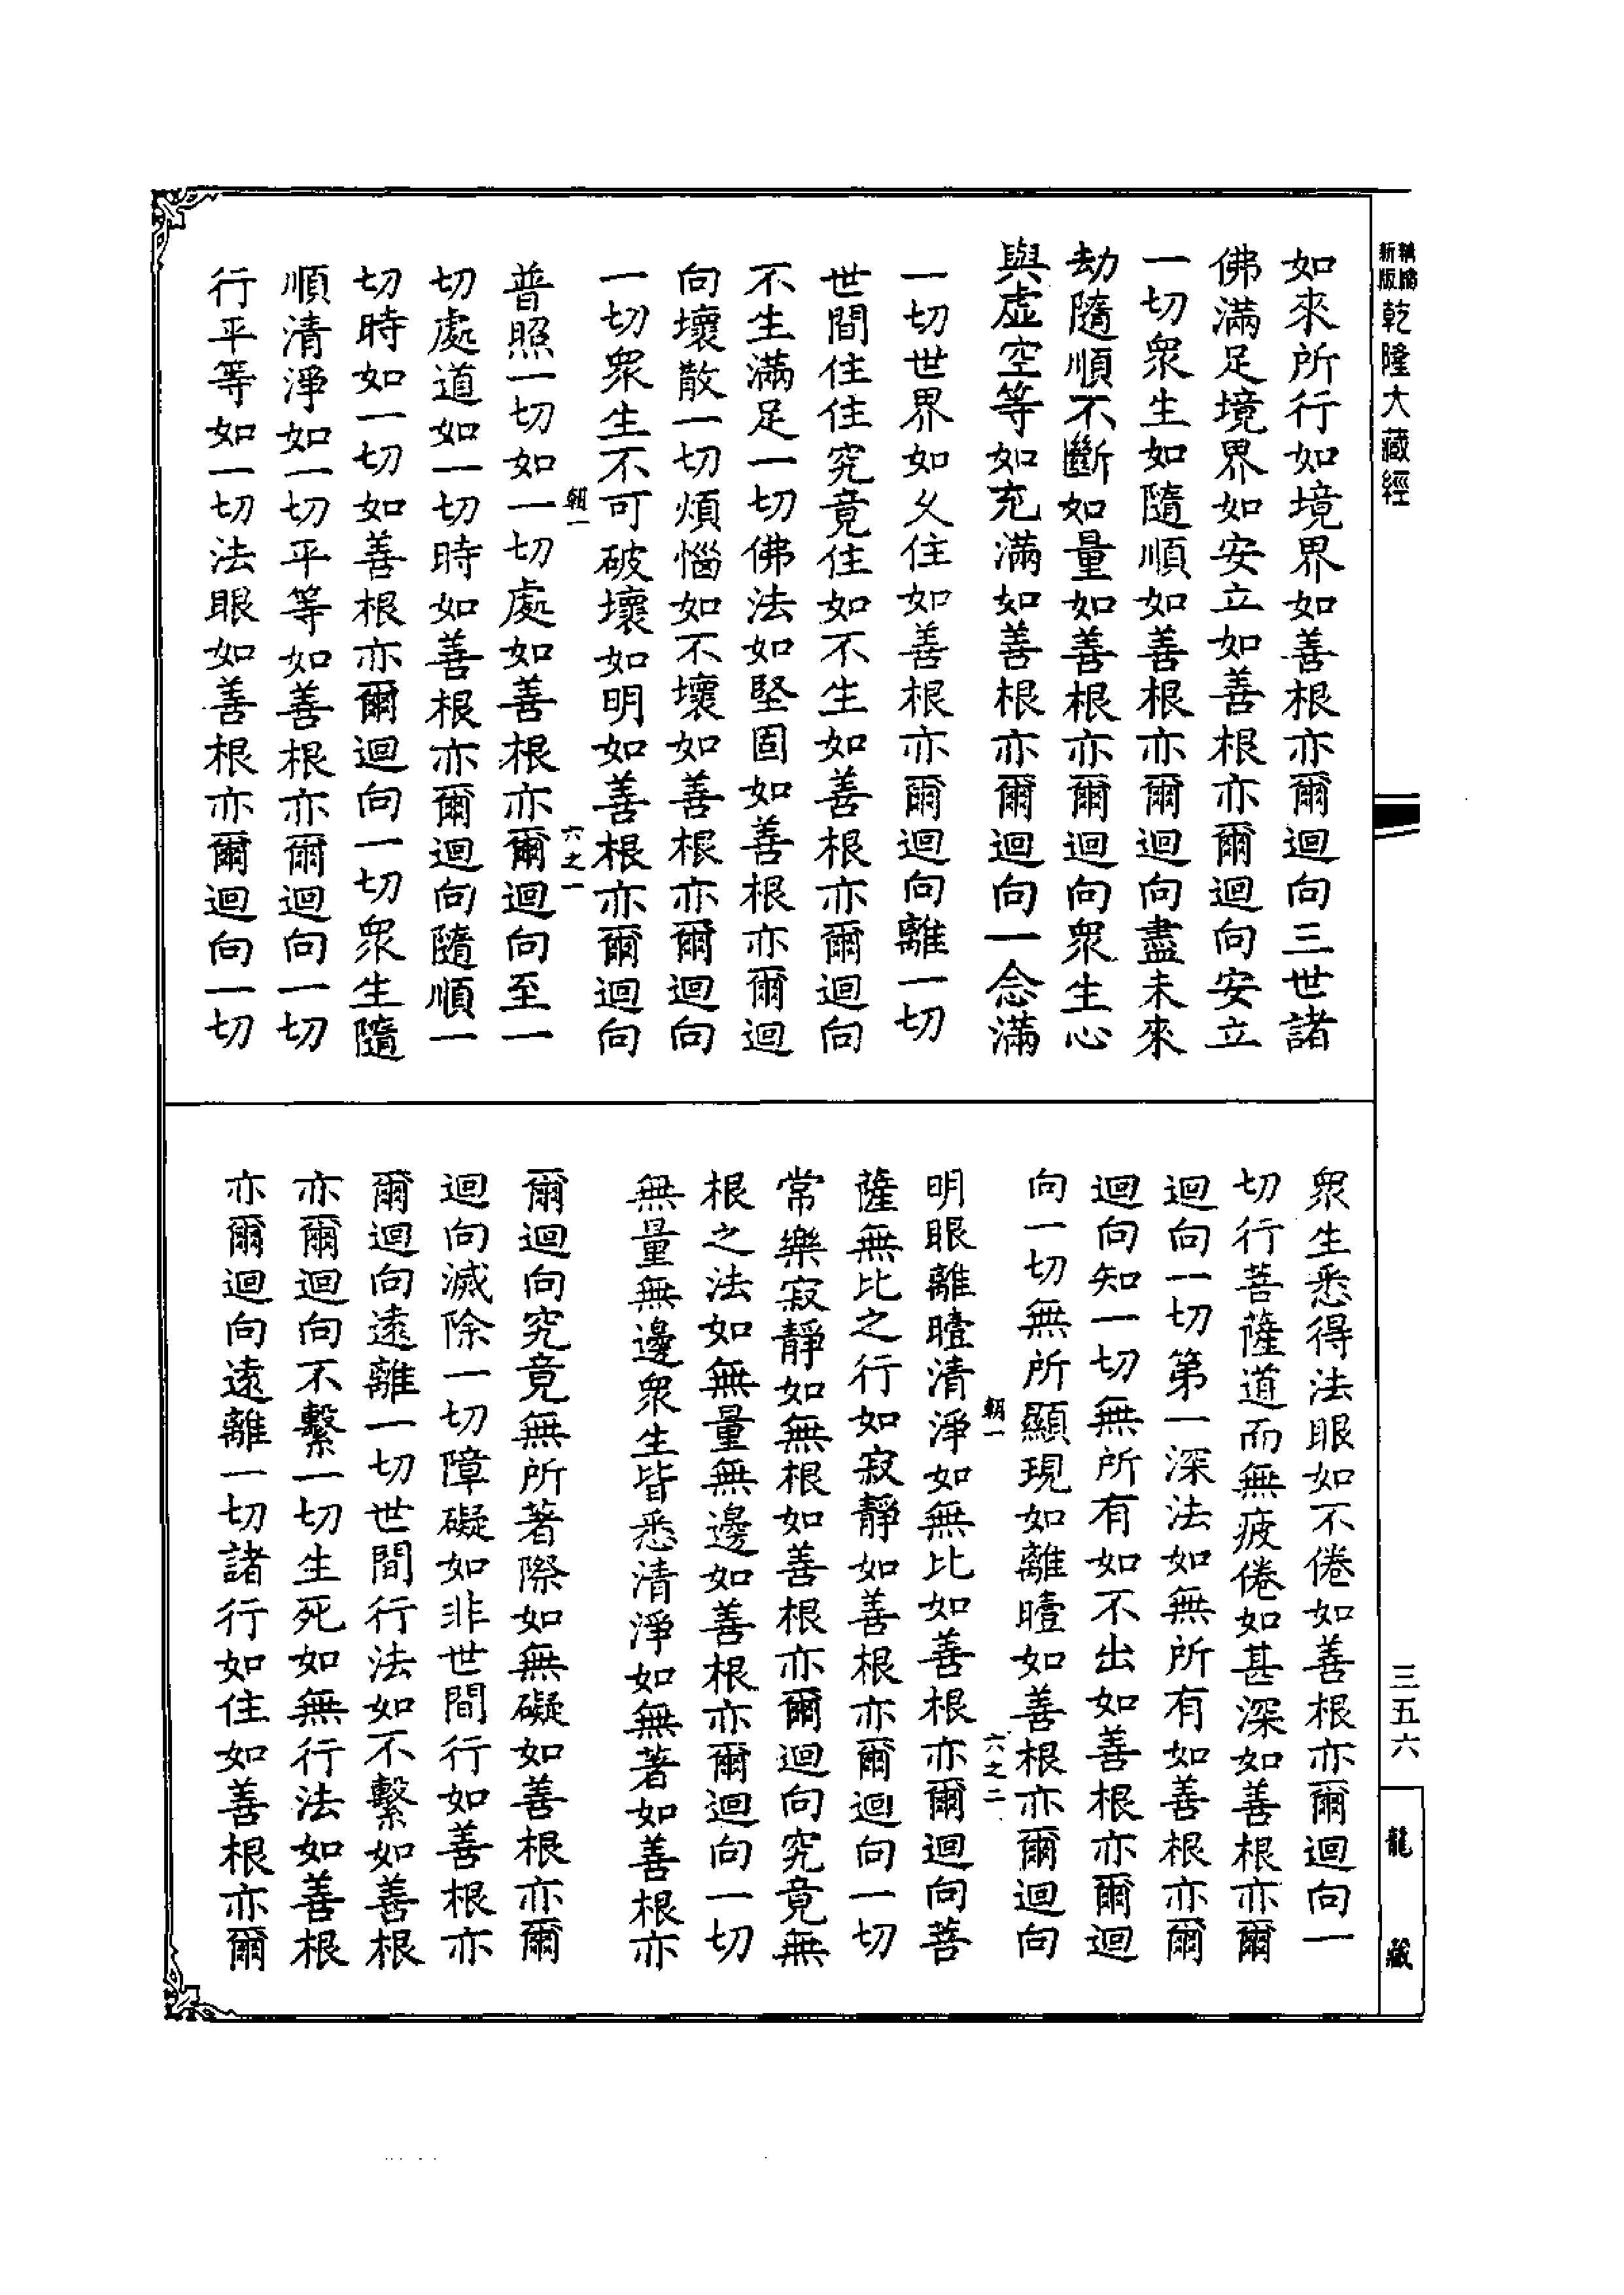 新編新版
乾隆大藏經
如來所行如境界如善根亦爾迴向三世諸
佛滿足境界如安立如善根亦爾迴向安立
一切衆生如隨順如善根亦爾迴向盡未來
劫隨順不斷如量如善根亦爾迴向衆生心
與虛空等如充滿如善根亦爾迴向一念滿
一切世界如乆住如善根亦爾迴向離一切
世間住住究竟住如不生如善根亦爾迴向
不生滿足一切佛法如堅固如善根亦爾迴
向壞散一切煩惱如不壞如善根亦爾迴向
一切衆生不可破壞如明如善根亦爾迴向
朝一
六之一
普照一切如一切處如善根亦爾迴向至一
切處道如一切時如善根亦爾迴向隨順一
切時如一切如善根亦爾迴向一切衆生隨
順清淨如一切平等如善根亦爾迴向一切
行平等如一切法眼如善根亦爾迴向一切
衆生悉得法眼如不倦如善根亦爾迴向一
切行菩薩道而無疲倦如甚深如善根亦爾
迴向一切第一深法如無所有如善根亦爾
迴向知一切無所有如不出如善根亦爾迴
向一切無所顯現如離曀如善根亦爾迴向
朝一
六之二
明眼離曀清淨如無比如善根亦爾迴向菩
薩無比之行如寂靜如善根亦爾迴向一切
常樂寂靜如無根如善根亦爾迴向究竟無
根之法如無量無邊如善根亦爾迴向一切
無量無邊衆生皆悉清淨如無著如善根亦
爾迴向究竟無所著際如無礙如善根亦爾
迴向滅除一切障礙如非世間行如善根亦
爾迴向遠離一切世間行法如不繫如善根
亦爾迴向不繫一切生死如無行法如善根
亦爾迴向遠離一切諸行如住如善根亦爾
三五六
龍藏